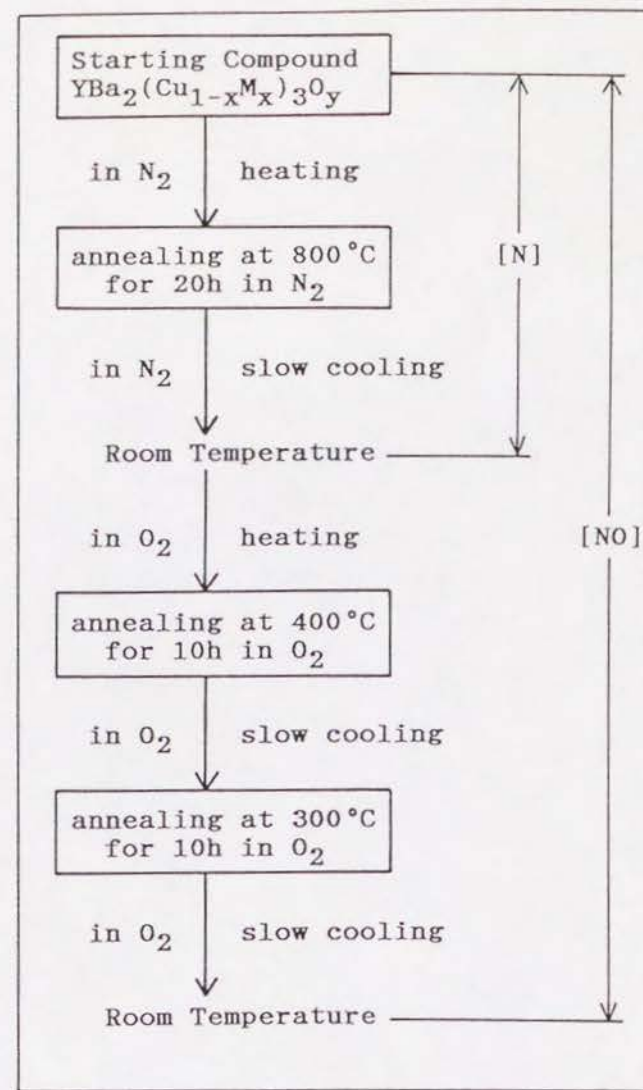 Starting Compound
YBa₂(Cu₁₋ₓMₓ)₃Oy
in N₂ heating
annealing at 800°C
for 20h in N₂
[N]
in N₂ slow cooling
Room Temperature
in O₂ heating
[NO]
annealing at 400°C
for 10h in O₂
in O₂ slow cooling
annealing at 300°C
for 10h in O₂
in O₂ slow cooling
Room Temperature